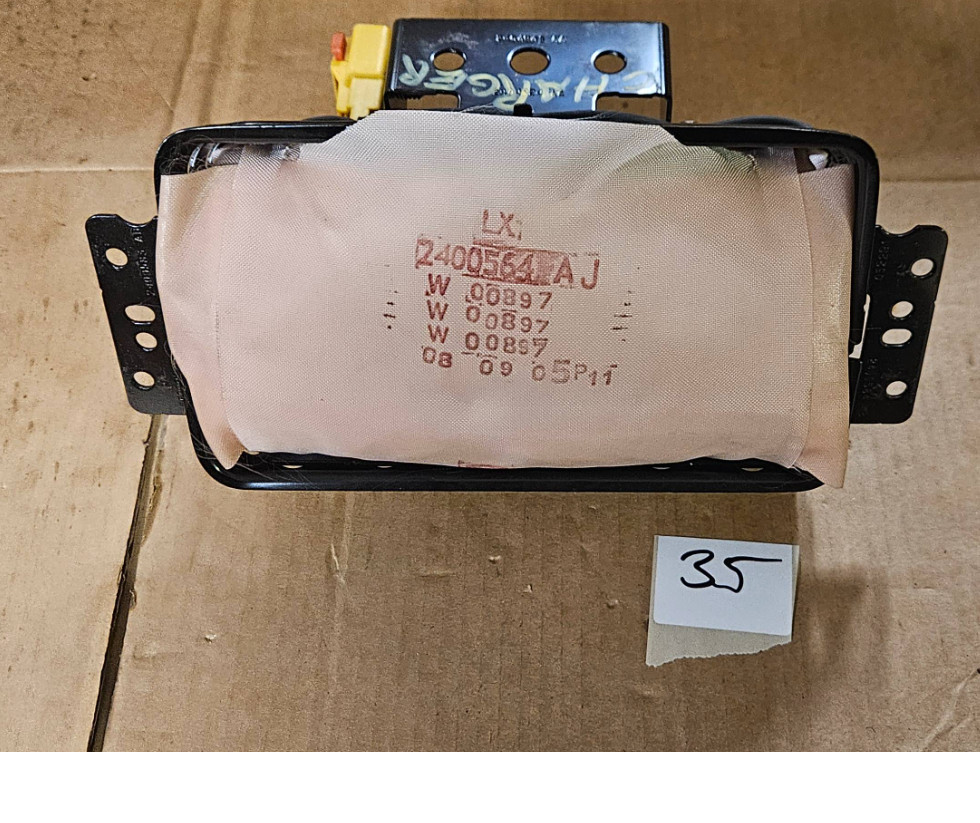 CHARGER
LX
2400564 AJ
W 00897
W 00897
W 00897
08 09 05P11
35